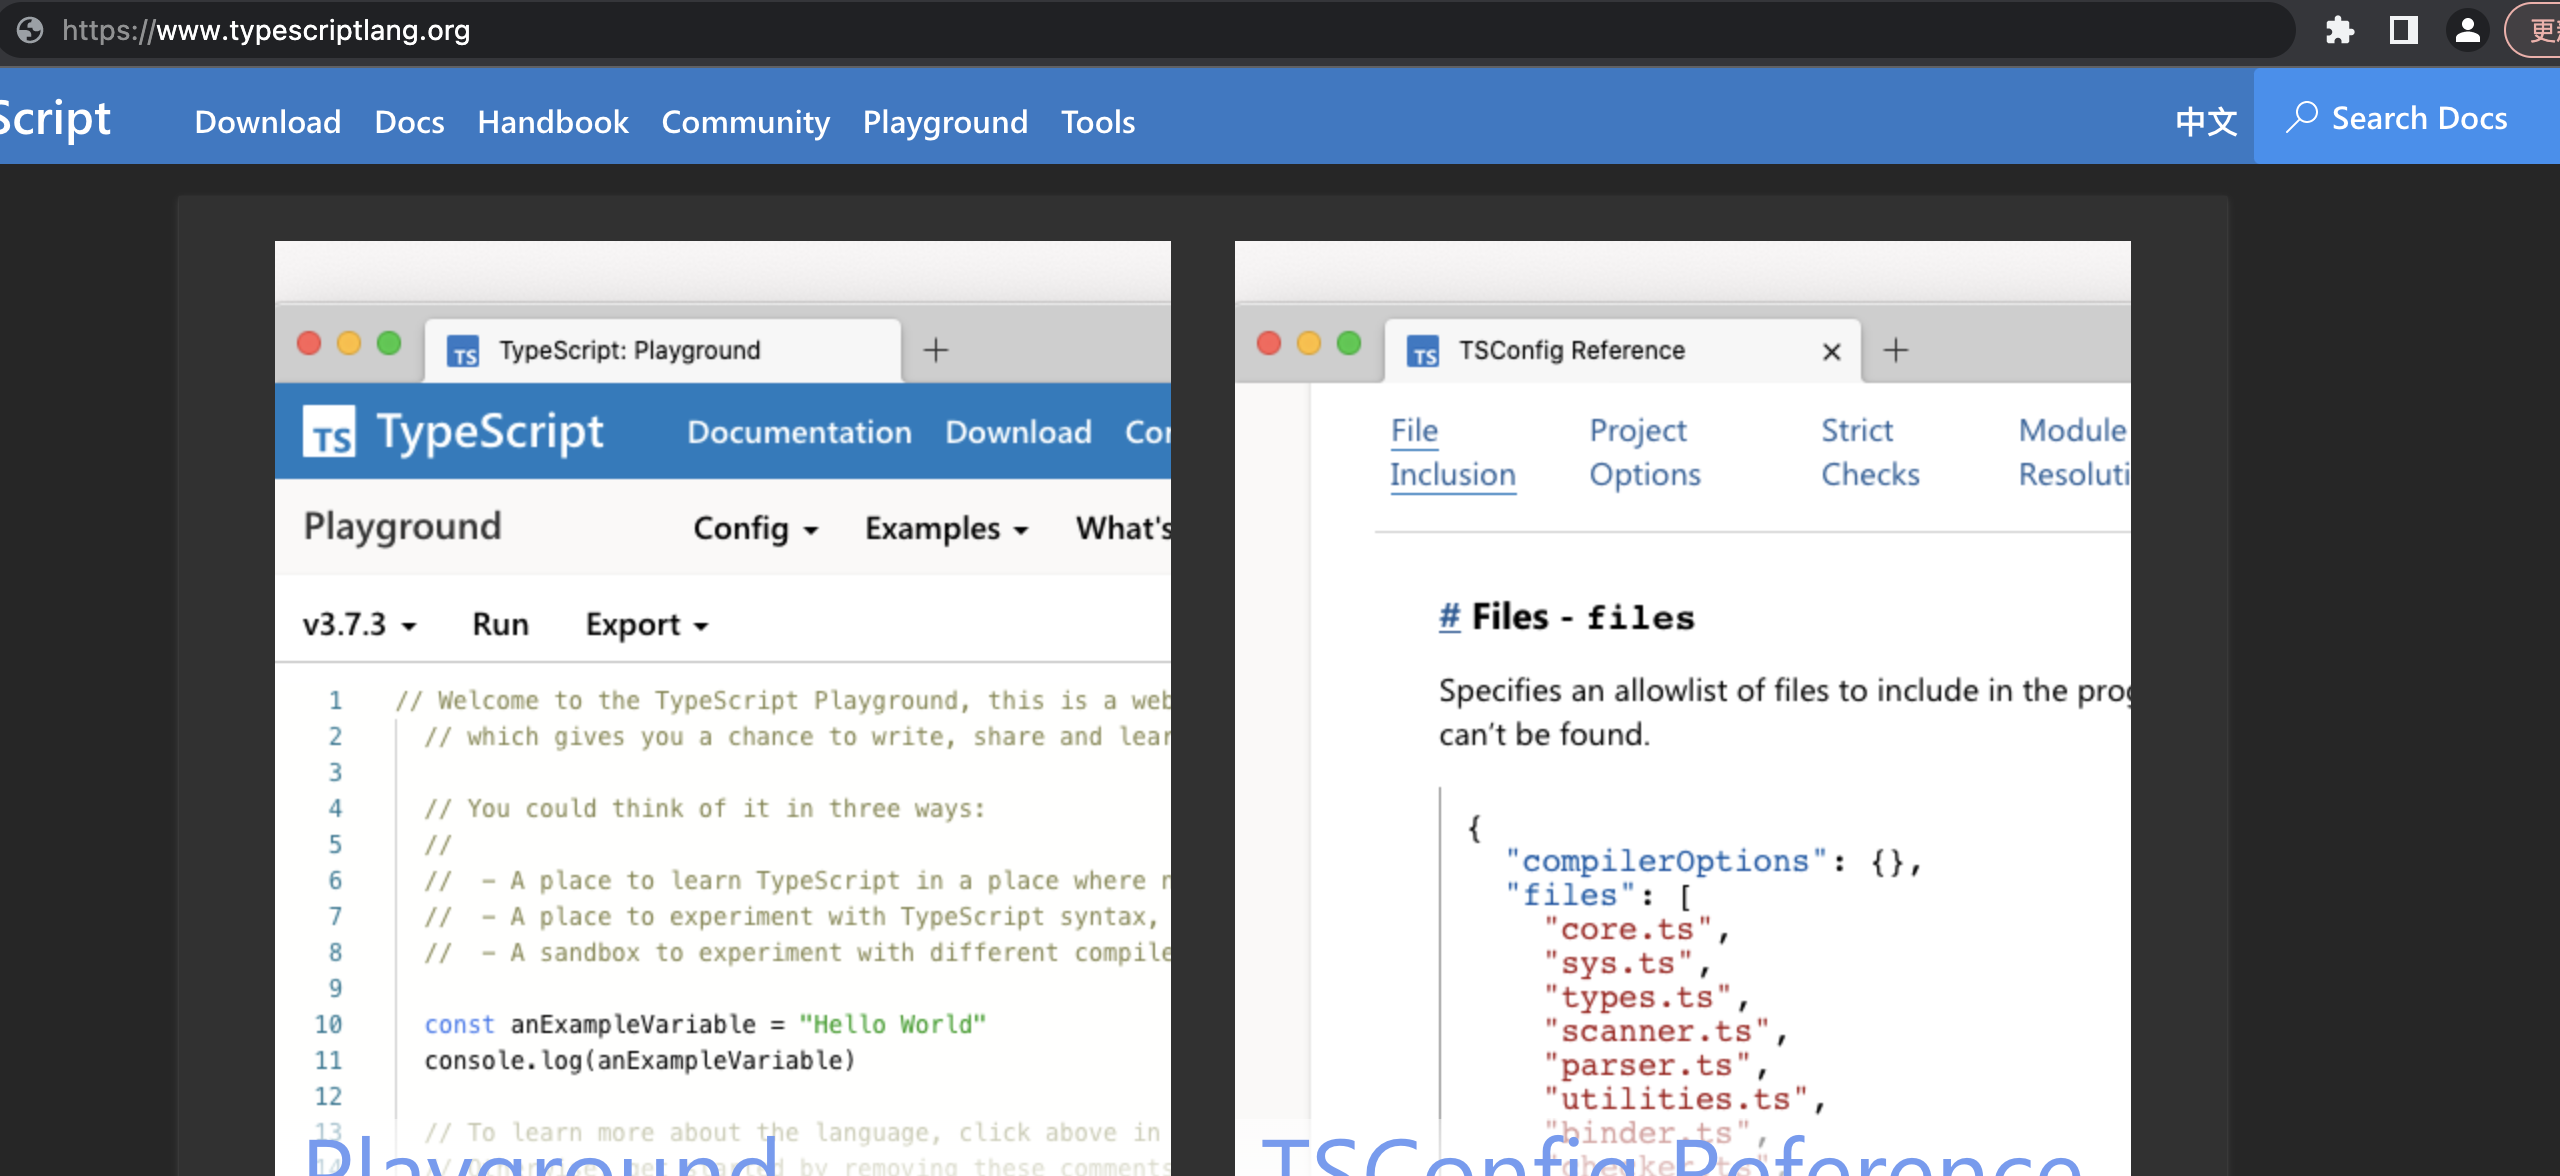 https://www.typescriptlang.org
Script Download Docs Handbook Community Playground Tools 中文 Search Docs
TS TypeScript: Playground
TS TypeScript Documentation Download
Playground Config Examples What's
v3.7.3 Run Export
1 // Welcome to the TypeScript Playground, this is a web
2 // which gives you a chance to write, share and lear
3
4 // You could think of it in three ways:
5 //
6 // - A place to learn TypeScript in a place where
7 // - A place to experiment with TypeScript syntax,
8 // - A sandbox to experiment with different compile
9
10 const anExampleVariable = "Hello World"
11 console.log(anExampleVariable)
12
13 // To learn more about the language, click above in
14 by removing these comments
Playground
TS TSConfig Reference
File Project Strict Module
Inclusion Options Checks Resoluti
# Files - files
Specifies an allowlist of files to include in the prog
can't be found.
{
"compilerOptions": {},
"files": [
"core.ts",
"sys.ts",
"types.ts",
"scanner.ts",
"parser.ts",
"utilities.ts",
"binder.ts",
"checker.ts",
TSConfig Reference